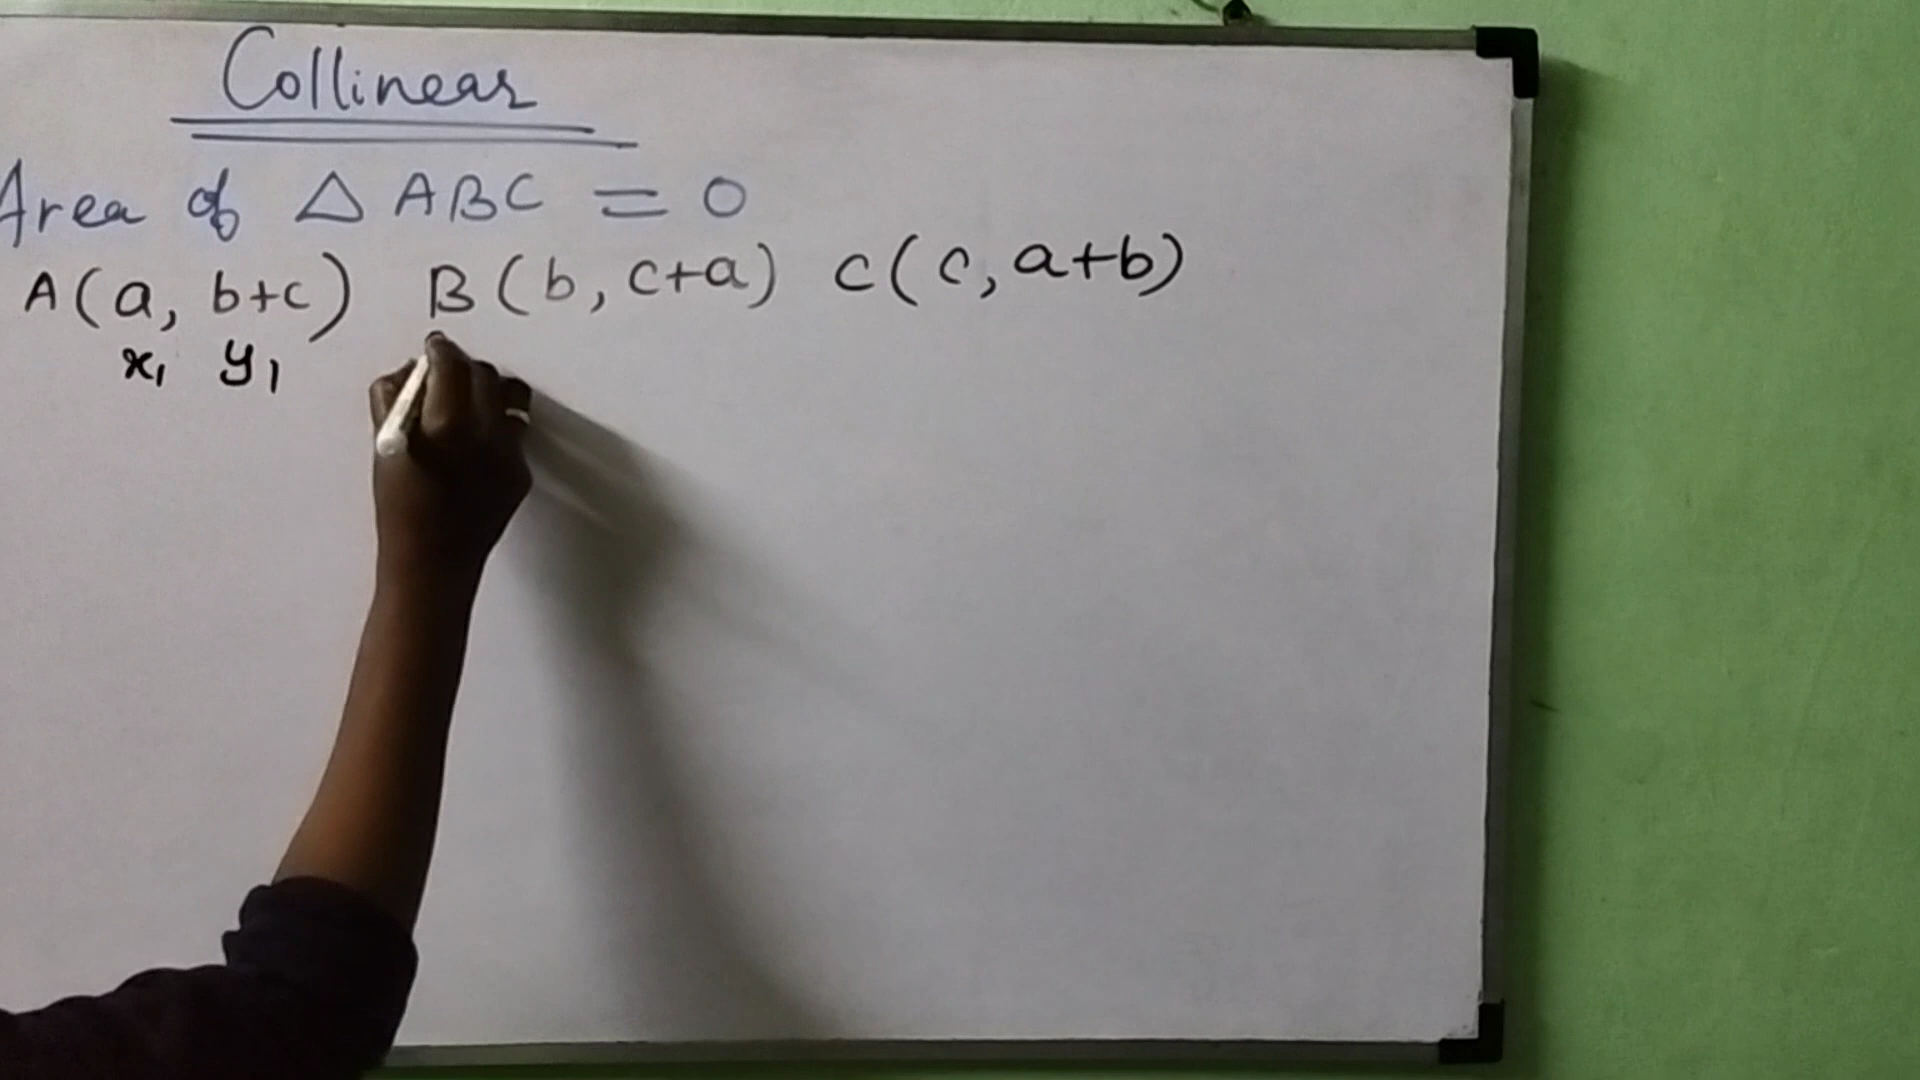 Collinear
Area of △ ABC = 0
A(a, b+c) B(b, c+a) C(c, a+b)
x₁ y₁